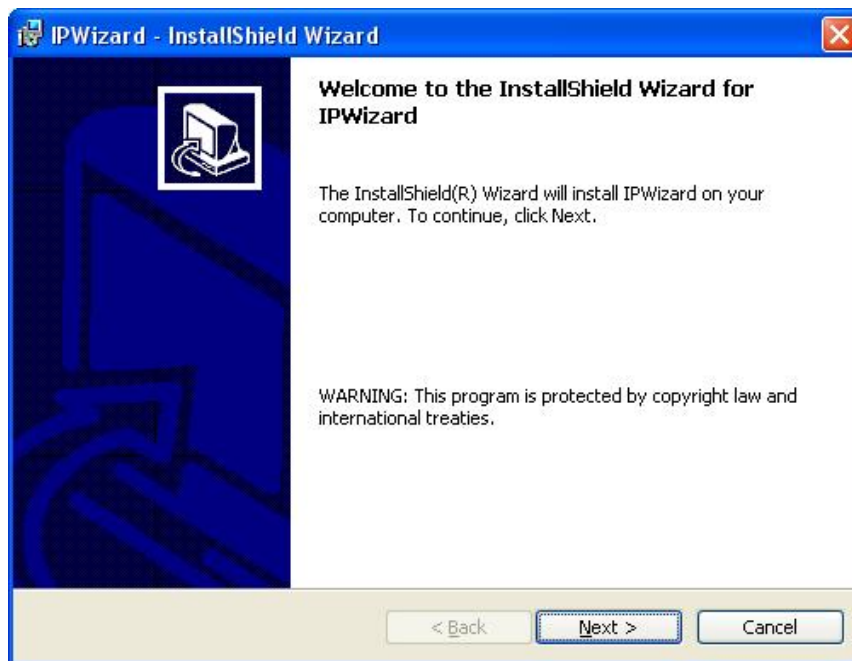 IPWizard - InstallShield Wizard
Welcome to the InstallShield Wizard for
IPWizard
The InstallShield(R) Wizard will install IPWizard on your
computer. To continue, click Next.
WARNING: This program is protected by copyright law and
international treaties.
< Back
Next >
Cancel